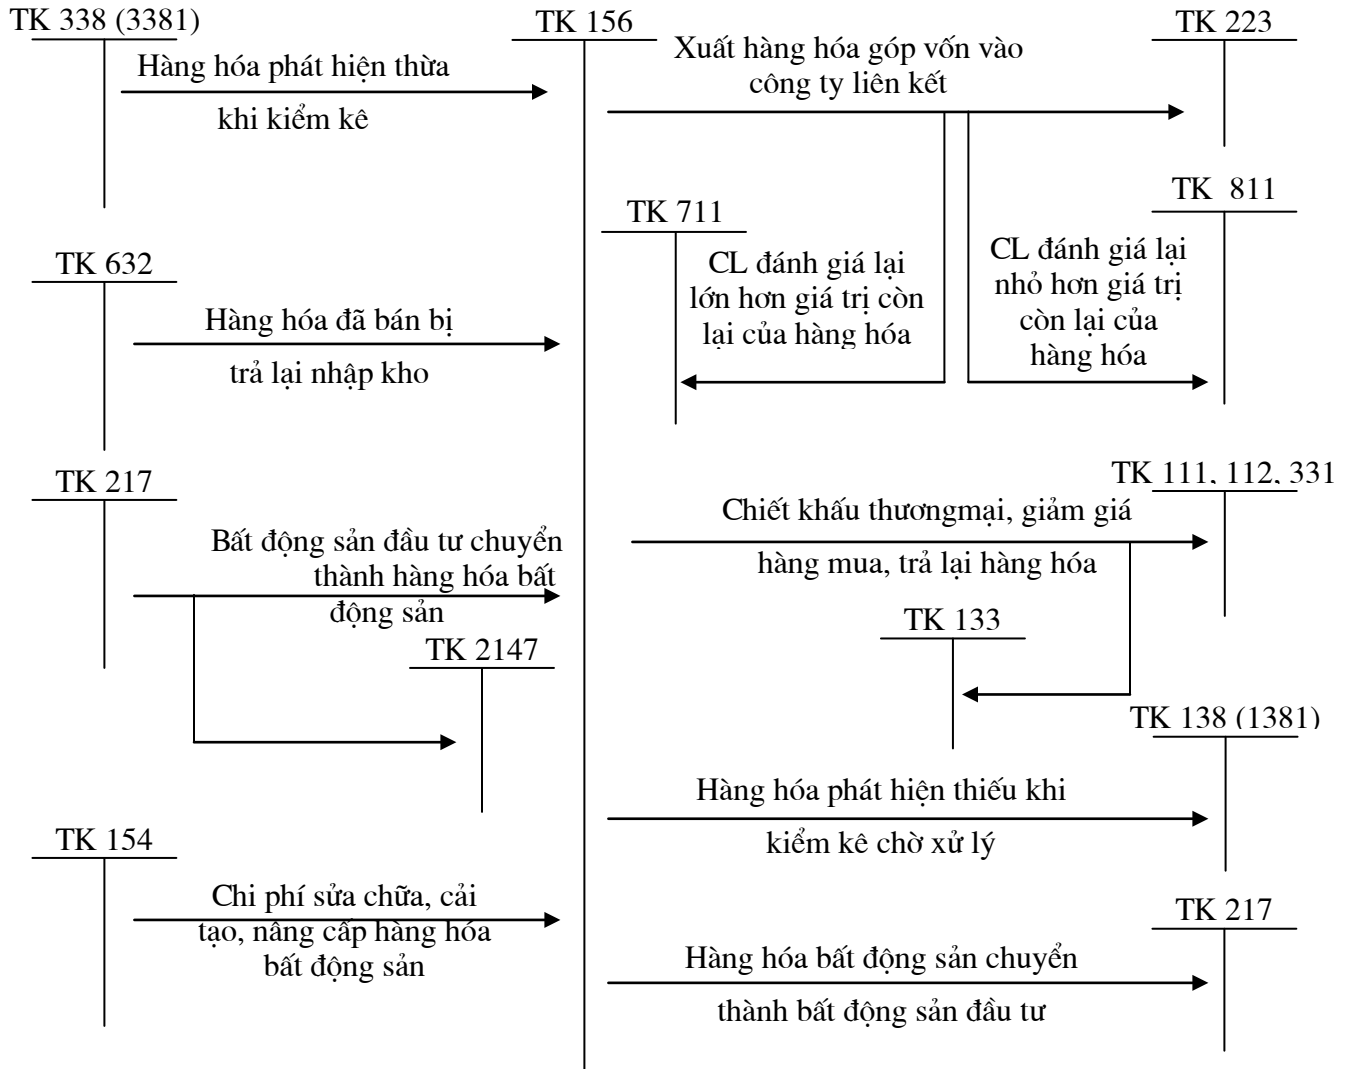 TK 338 (3381)
Hàng hóa phát hiện thừa
khi kiểm kê
TK 156
Xuất hàng hóa góp vốn vào
công ty liên kết
TK 223
TK 811
TK 711
CL đánh giá lại
lớn hơn giá trị còn
lại của hàng hóa
CL đánh giá lại
nhỏ hơn giá trị
còn lại của
hàng hóa
TK 632
Hàng hóa đã bán bị
trả lại nhập kho
TK 217
Bất động sản đầu tư chuyển
thành hàng hóa bất
động sản
TK 2147
TK 111, 112, 331
Chiết khấu thươngmại, giảm giá
hàng mua, trả lại hàng hóa
TK 133
TK 138 (1381)
Hàng hóa phát hiện thiếu khi
kiểm kê chờ xử lý
TK 154
Chi phí sửa chữa, cải
tạo, nâng cấp hàng hóa
bất động sản
TK 217
Hàng hóa bất động sản chuyển
thành bất động sản đầu tư